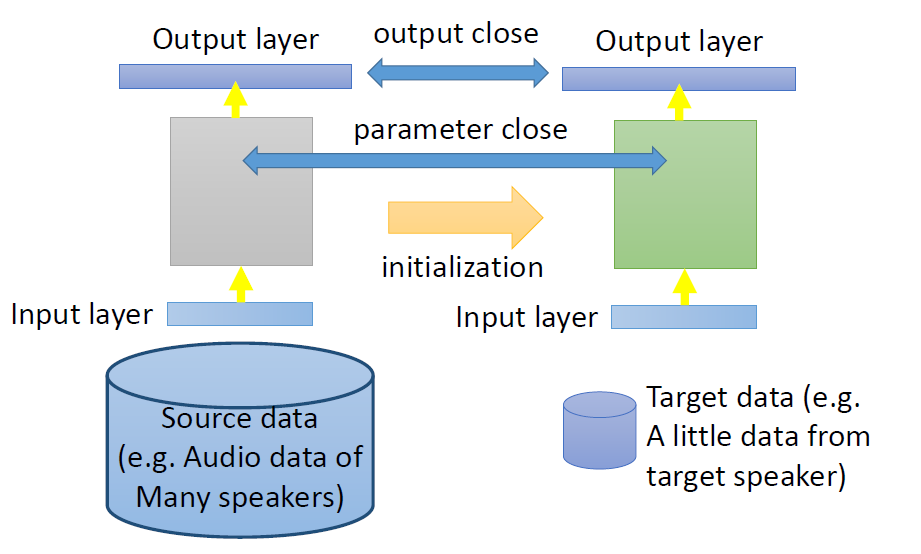 Output layer
output close
Output layer
parameter close
initialization
Input layer
Input layer
Source data
(e.g. Audio data of
Many speakers)
Target data (e.g.
A little data from
target speaker)